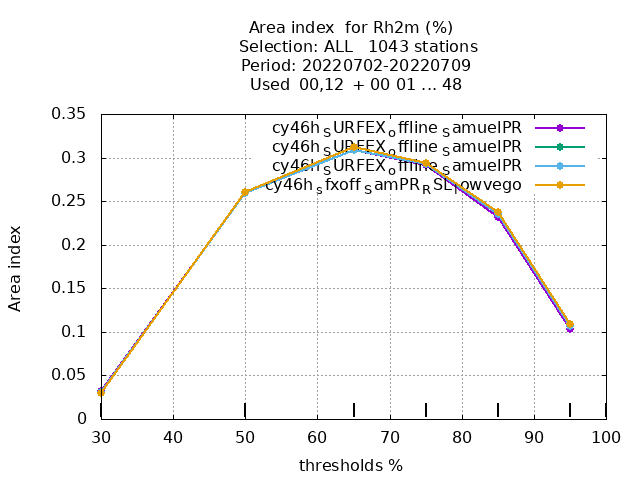 Area index  for Rh2m (%)
Selection: ALL   1043 stations
Period: 20220702-20220709
Used  00,12  + 00 01 ... 48
0.35
0.3
0.25
0.2
0.15
0.1
0.05
0
Area index
cy46h_SURFEX_offline_SamuelPR
cy46h_SURFEX_offline_SamuelPR
cy46h_SURFEX_offline_SamuelPR
cy46h_sfxoff_SamPR_RSL_lowvego
30 40 50 60 70 80 90 100
thresholds %